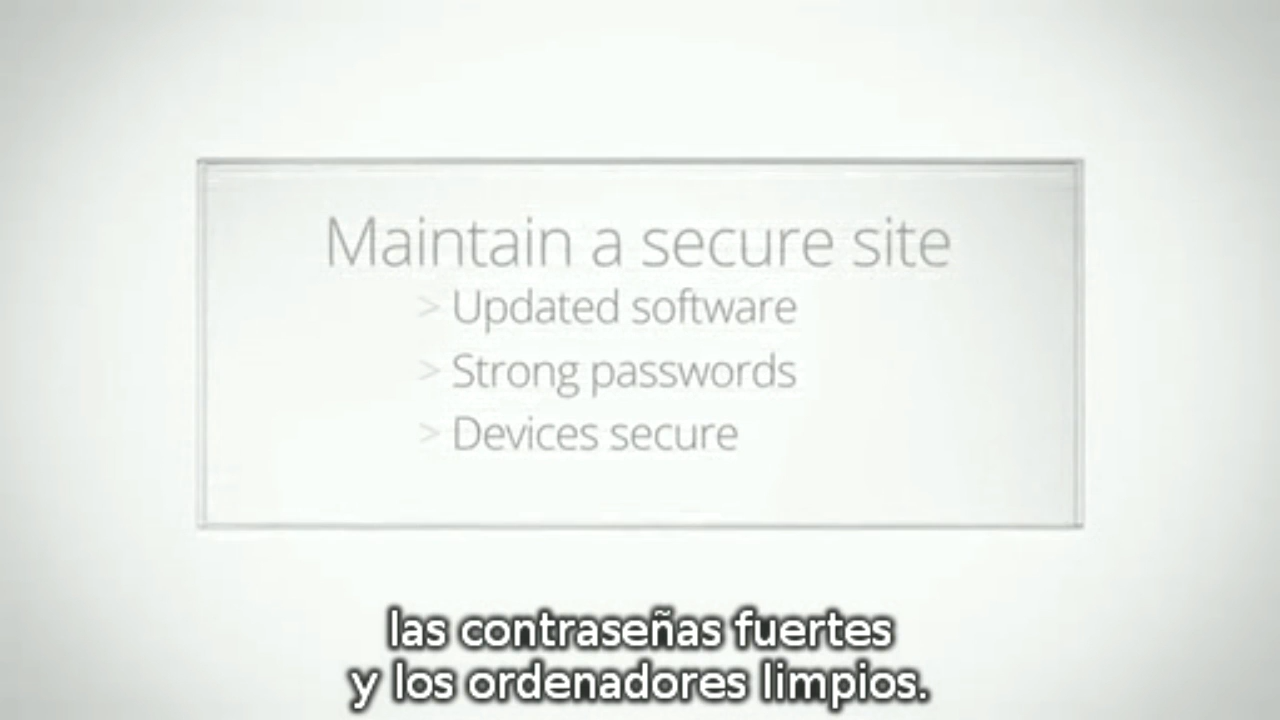 Maintain a secure site
> Updated software
> Strong passwords
> Devices secure
las contraseñas fuertes
y los ordenadores limpios.